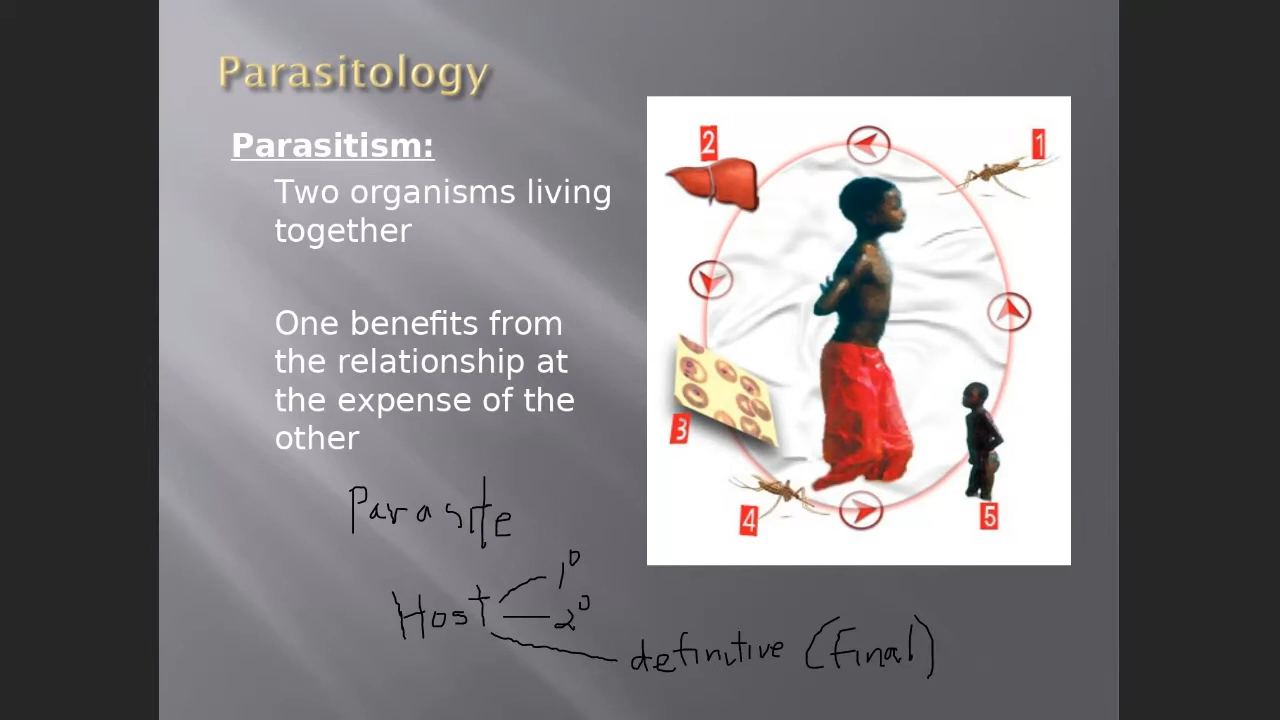 Parasitology
Parasitism:
Two organisms living
together
One benefits from
the relationship at
the expense of the
other
Parasite
Host
1°
2°
definitive (Final)
2
1
3
4
5